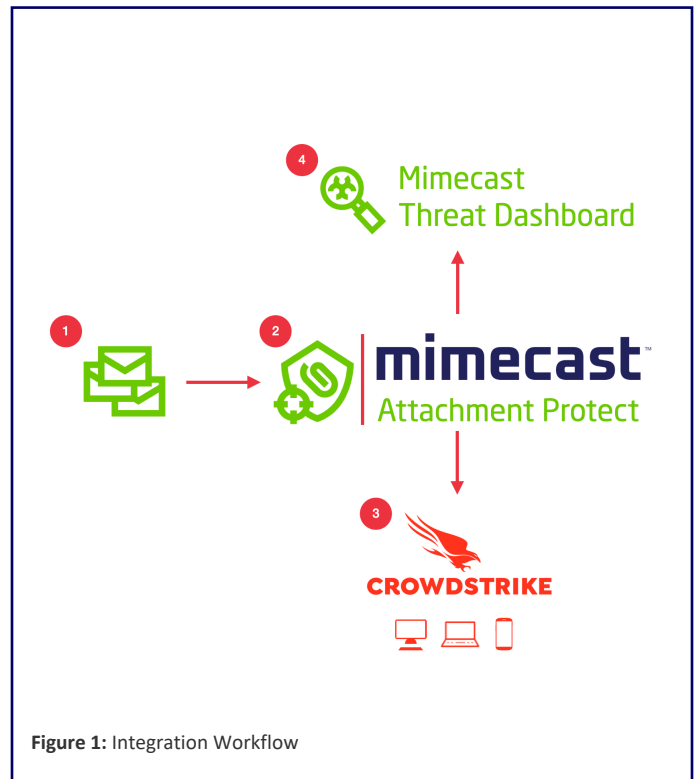 4
Mimecast
Threat Dashboard
1
2
mimecast™
Attachment Protect
3
CROWDSTRIKE
Figure 1: Integration Workflow